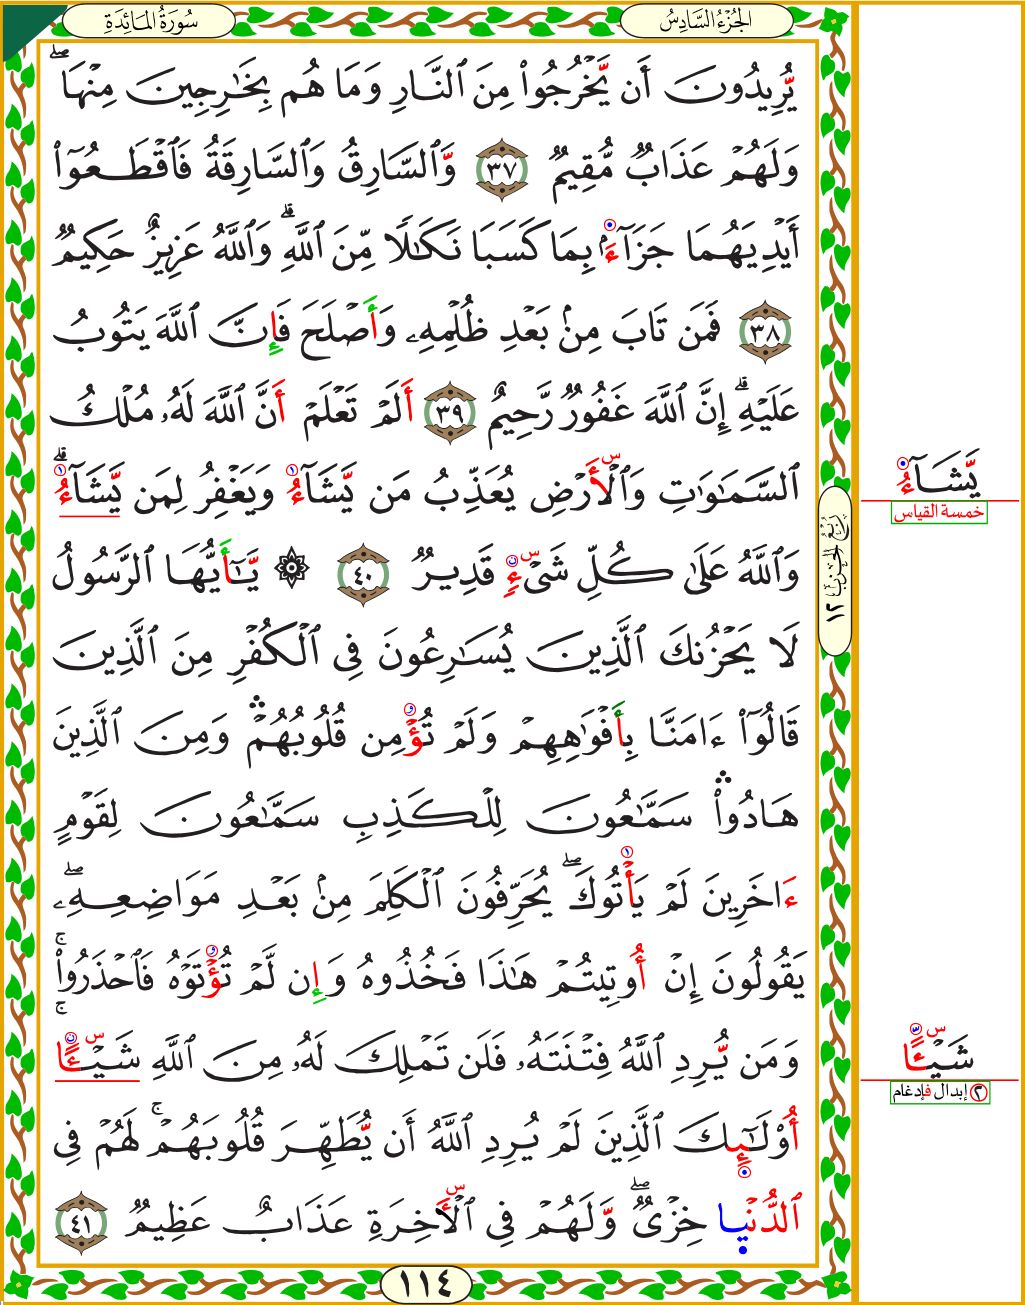 سُورَةُ المَائِدَةِ
الجُزْءُ السَّادِسُ
يُرِيدُونَ أَن يَّخْرُجُوا۟ مِنَ ٱلنَّارِ وَمَا هُم بِخَـٰرِجِينَ مِنْهَا ۖ
وَلَهُمْ عَذَابٌ مُّقِيمٌ ٣٧ وَّٱلسَّارِقُ وَٱلسَّارِقَةُ فَٱقْطَعُوٓا۟
أَيْدِيَهُمَا جَزَآءًۢ بِمَا كَسَبَا نَكَـٰلًا مِّنَ ٱللَّهِ ۗ وَٱللَّهُ عَزِيزٌ حَكِيمٌ
٣٨ فَمَن تَابَ مِنۢ بَعْدِ ظُلْمِهِۦ وَأَصْلَحَ فَإِنَّ ٱللَّهَ يَتُوبُ
عَلَيْهِ ۗ إِنَّ ٱللَّهَ غَفُورٌ رَّحِيمٌ ٣٩ أَلَمْ تَعْلَمْ أَنَّ ٱللَّهَ لَهُۥ مُلْكُ
ٱلسَّمَـٰوَٰتِ وَٱلْأَرْضِ يُعَذِّبُ مَن يَّشَآءُ وَيَغْفِرُ لِمَن يَّشَآءُ ۗ
وَٱللَّهُ عَلَىٰ كُلِّ شَىْءٍ قَدِيرٌ ٤٠ ۞ يَّـٰٓأَيُّهَا ٱلرَّسُولُ
لَا يَحْزُنكَ ٱلَّذِينَ يُسَـٰرِعُونَ فِى ٱلْكُفْرِ مِنَ ٱلَّذِينَ
قَالُوٓا۟ ءَامَنَّا بِأَفْوَٰهِهِمْ وَلَمْ تُؤْمِن قُلُوبُهُمْ ۛ وَمِنَ ٱلَّذِينَ
هَادُوا۟ ۛ سَمَّـٰعُونَ لِلْكَذِبِ سَمَّـٰعُونَ لِقَوْمٍ
ءَاخَرِينَ لَمْ يَأْتُوكَ ۖ يُحَرِّفُونَ ٱلْكَلِمَ مِنۢ بَعْدِ مَوَاضِعِهِۦ ۖ
يَقُولُونَ إِنْ أُوتِيتُمْ هَـٰذَا فَخُذُوهُ وَإِن لَّمْ تُؤْتَوْهُ فَٱحْذَرُوا۟ ۚ
وَمَن يُّرِدِ ٱللَّهُ فِتْنَتَهُۥ فَلَن تَمْلِكَ لَهُۥ مِنَ ٱللَّهِ شَيْـًٔا ۚ
أُو۟لَـٰٓئِكَ ٱلَّذِينَ لَمْ يُرِدِ ٱللَّهُ أَن يُّطَهِّرَ قُلُوبَهُمْ ۚ لَهُمْ فِى
ٱلدُّنْيَا خِزْىٌ ۖ وَّلَهُمْ فِى ٱلْأَخِرَةِ عَذَابٌ عَظِيمٌ ٤١
رُبْعُ الحِزْبِ ١٢
يَّشَآءُ
خمسة القياس
شَيْـًٔا
٢ إبدال فإدغام
١١٤